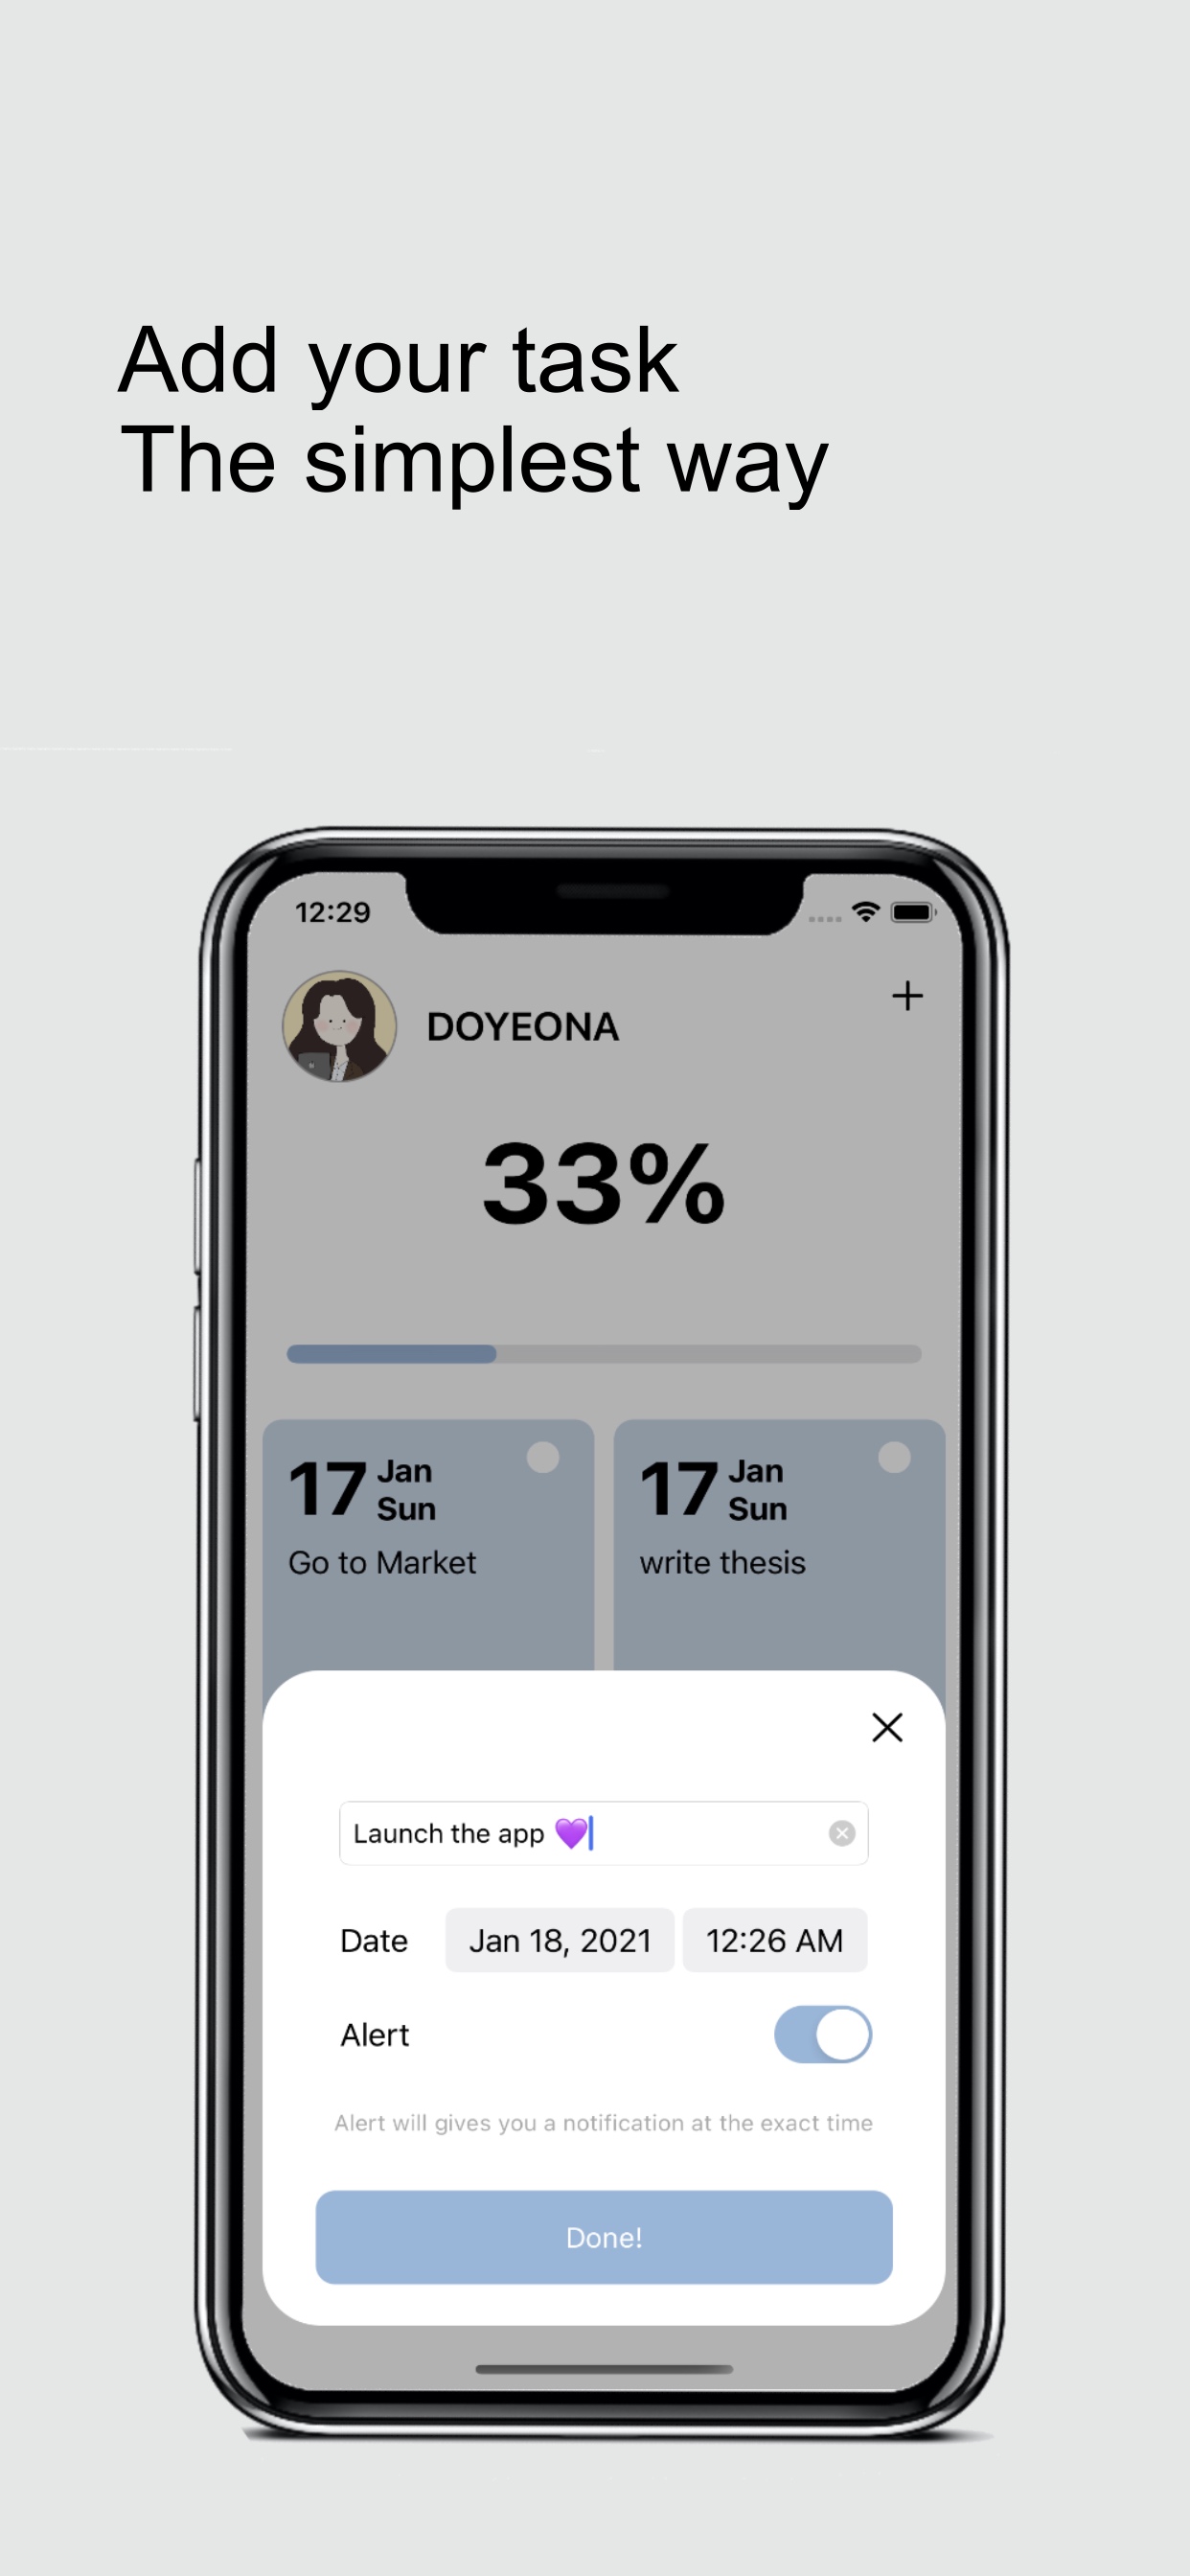 Add your task
The simplest way
12:29
DOYEONA
33%
17 Jan Sun
Go to Market
17 Jan Sun
write thesis
Launch the app 💜
Date Jan 18, 2021 12:26 AM
Alert
Alert will gives you a notification at the exact time
Done!